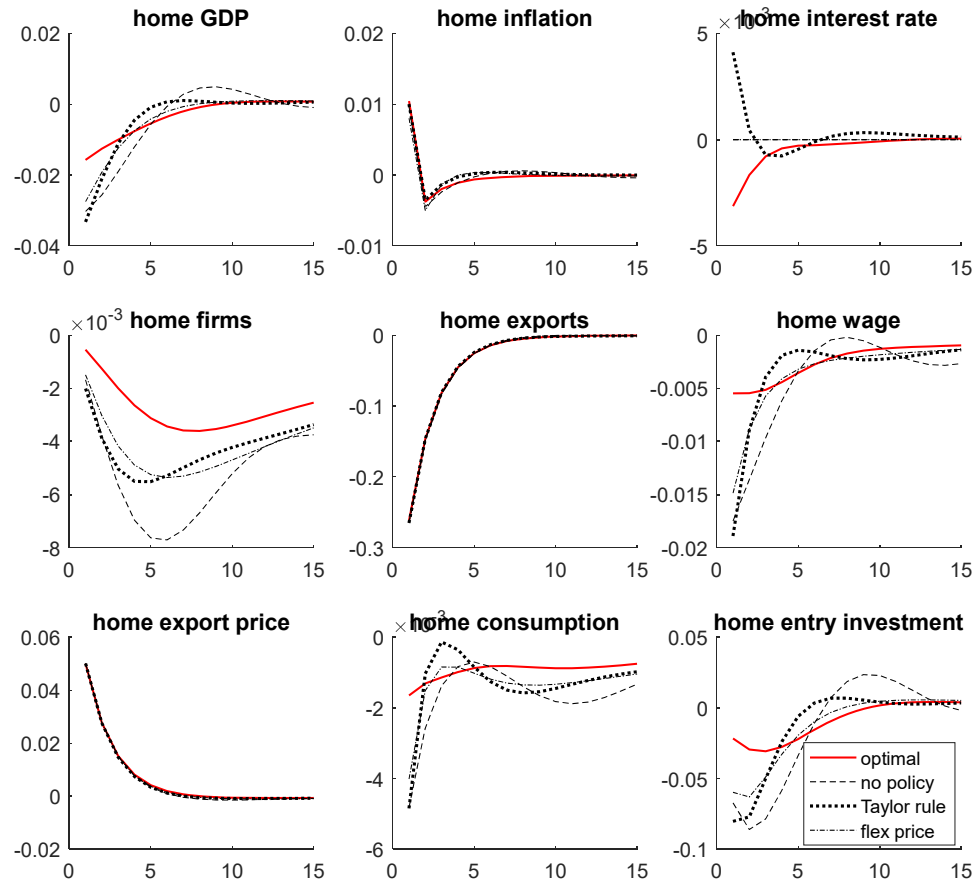 home GDP
0.02
0
-0.02
-0.04
0 5 10 15
home inflation
0.02
0.01
0
-0.01
0 5 10 15
×10⁻³
home interest rate
5
0
-5
0 5 10 15
×10⁻³
home firms
0
-2
-4
-6
-8
0 5 10 15
home exports
0
-0.1
-0.2
-0.3
0 5 10 15
home wage
0
-0.005
-0.01
-0.015
-0.02
0 5 10 15
home export price
0.06
0.04
0.02
0
-0.02
0 5 10 15
×10⁻³
home consumption
0
-2
-4
-6
0 5 10 15
home entry investment
0.05
0
-0.05
-0.1
0 5 10 15
optimal
no policy
Taylor rule
flex price